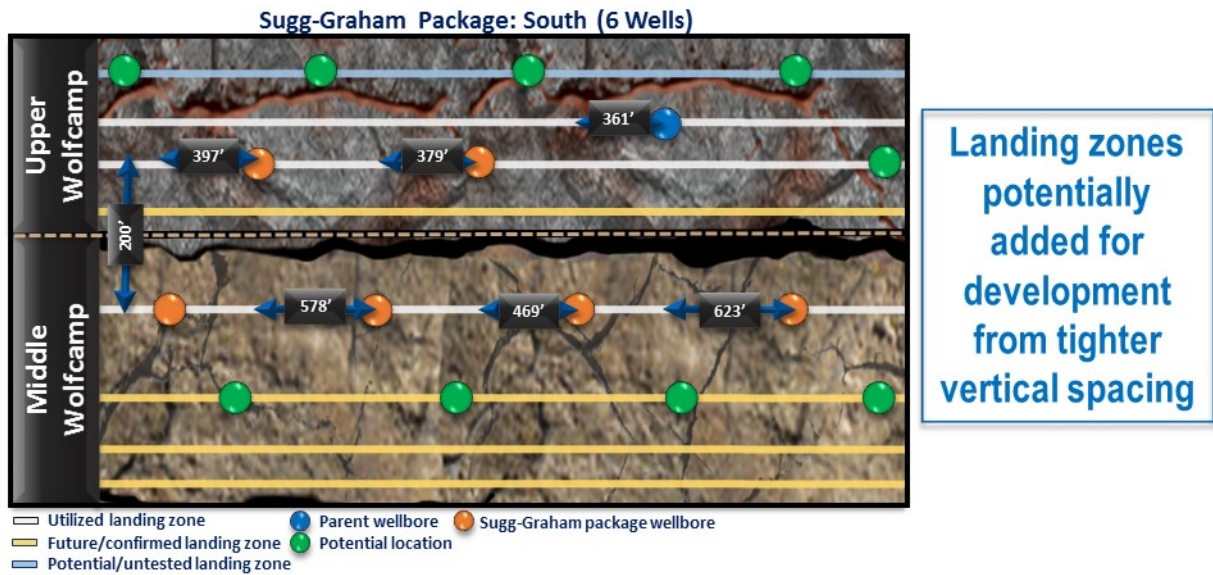 Sugg-Graham Package: South (6 Wells)
Upper
Wolfcamp
361’
397’
379’
200’
Middle
Wolfcamp
578’
469’
623’
Landing zones
potentially
added for
development
from tighter
vertical spacing
Utilized landing zone
Parent wellbore
Sugg-Graham package wellbore
Future/confirmed landing zone
Potential location
Potential/untested landing zone